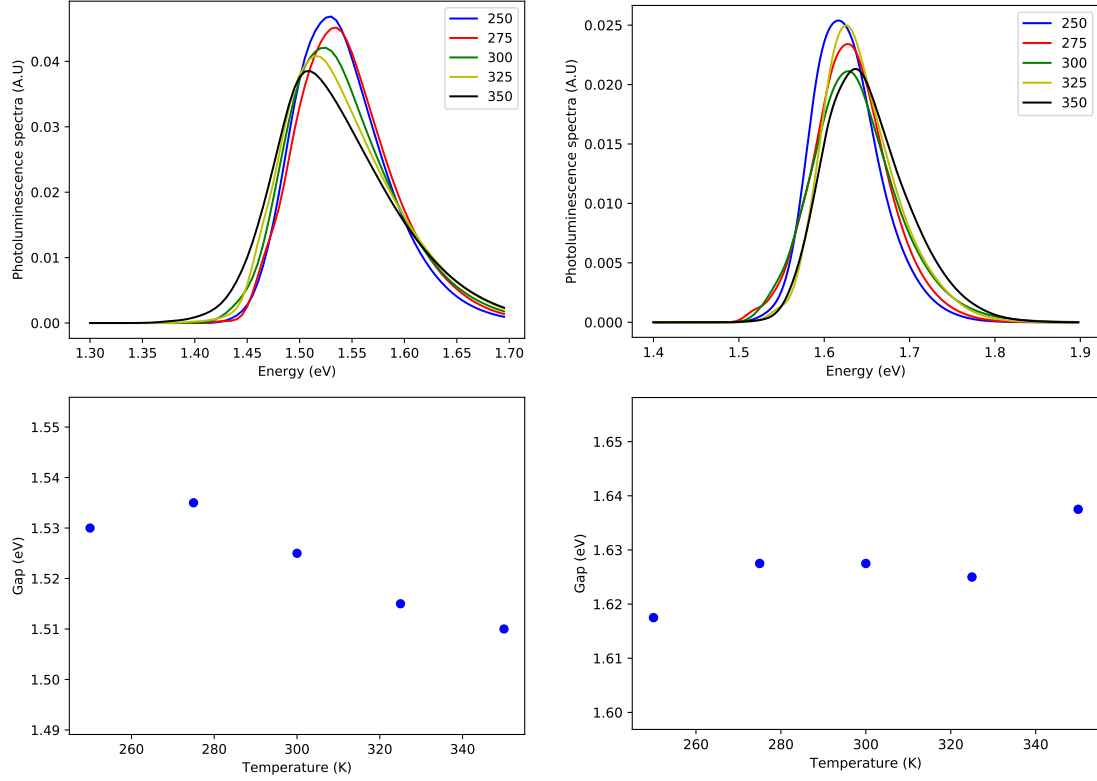 250
275
300
325
350
0.04
0.03
0.02
0.01
0.00
Photoluminescence spectra (A.U)
1.30 1.35 1.40 1.45 1.50 1.55 1.60 1.65 1.70
Energy (eV)
250
275
300
325
350
0.025
0.020
0.015
0.010
0.005
0.000
Photoluminescence spectra (A.U)
1.4 1.5 1.6 1.7 1.8 1.9
Energy (eV)
1.55
1.54
1.53
1.52
1.51
1.50
1.49
Gap (eV)
260 280 300 320 340
Temperature (K)
1.65
1.64
1.63
1.62
1.61
1.60
Gap (eV)
260 280 300 320 340
Temperature (K)